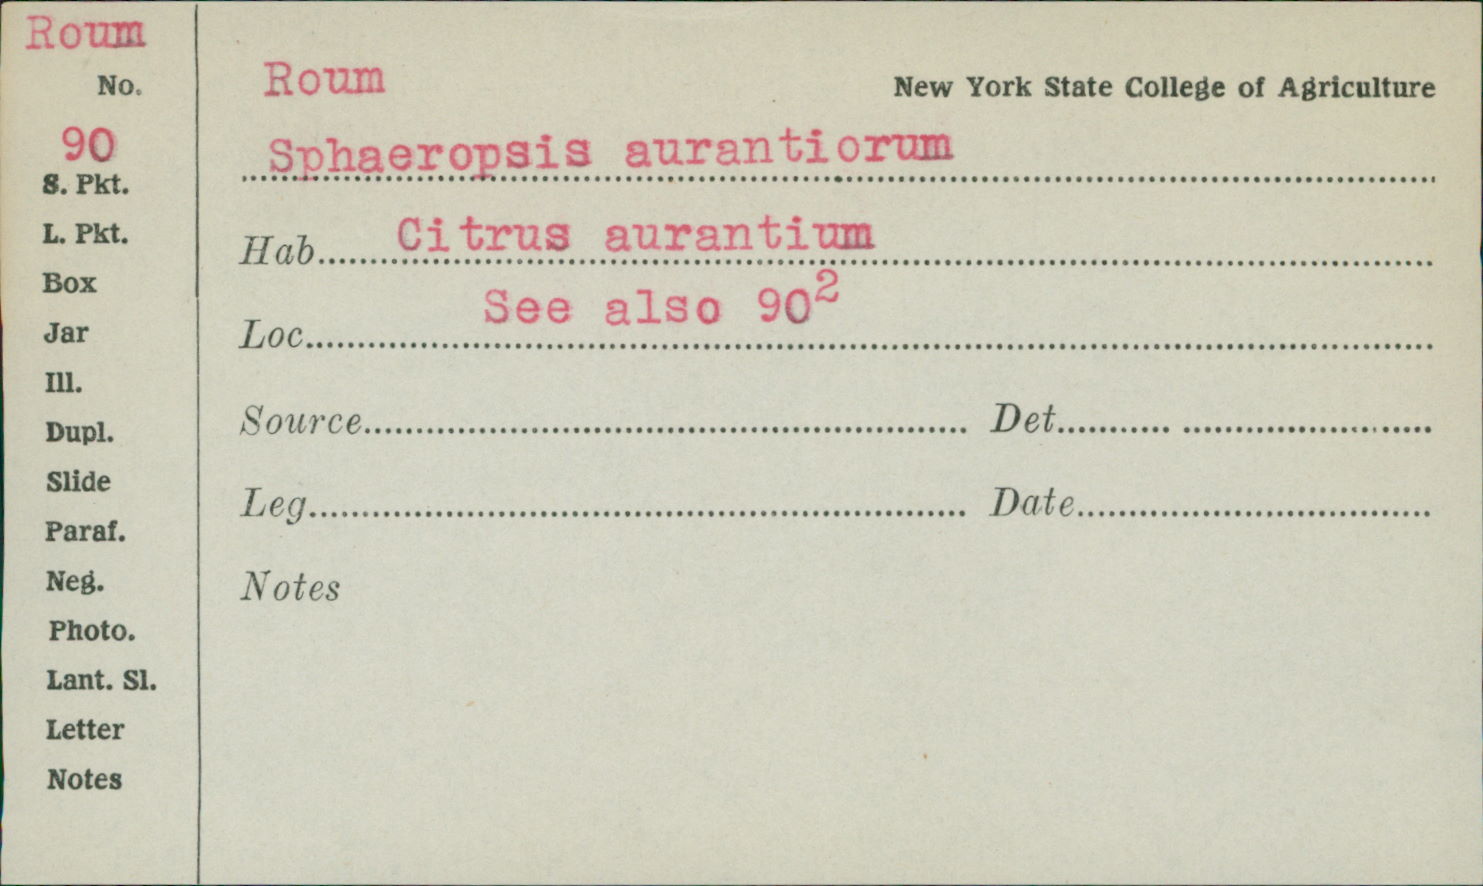 Roum
No.
90
S. Pkt.
L. Pkt.
Box
Jar
Ill.
Dupl.
Slide
Paraf.
Neg.
Photo.
Lant. Sl.
Letter
Notes
Roum
New York State College of Agriculture
Sphaeropsis aurantiorum
Hab. Citrus aurantium
See also 90²
Loc.
Source
Det.
Leg.
Date
Notes